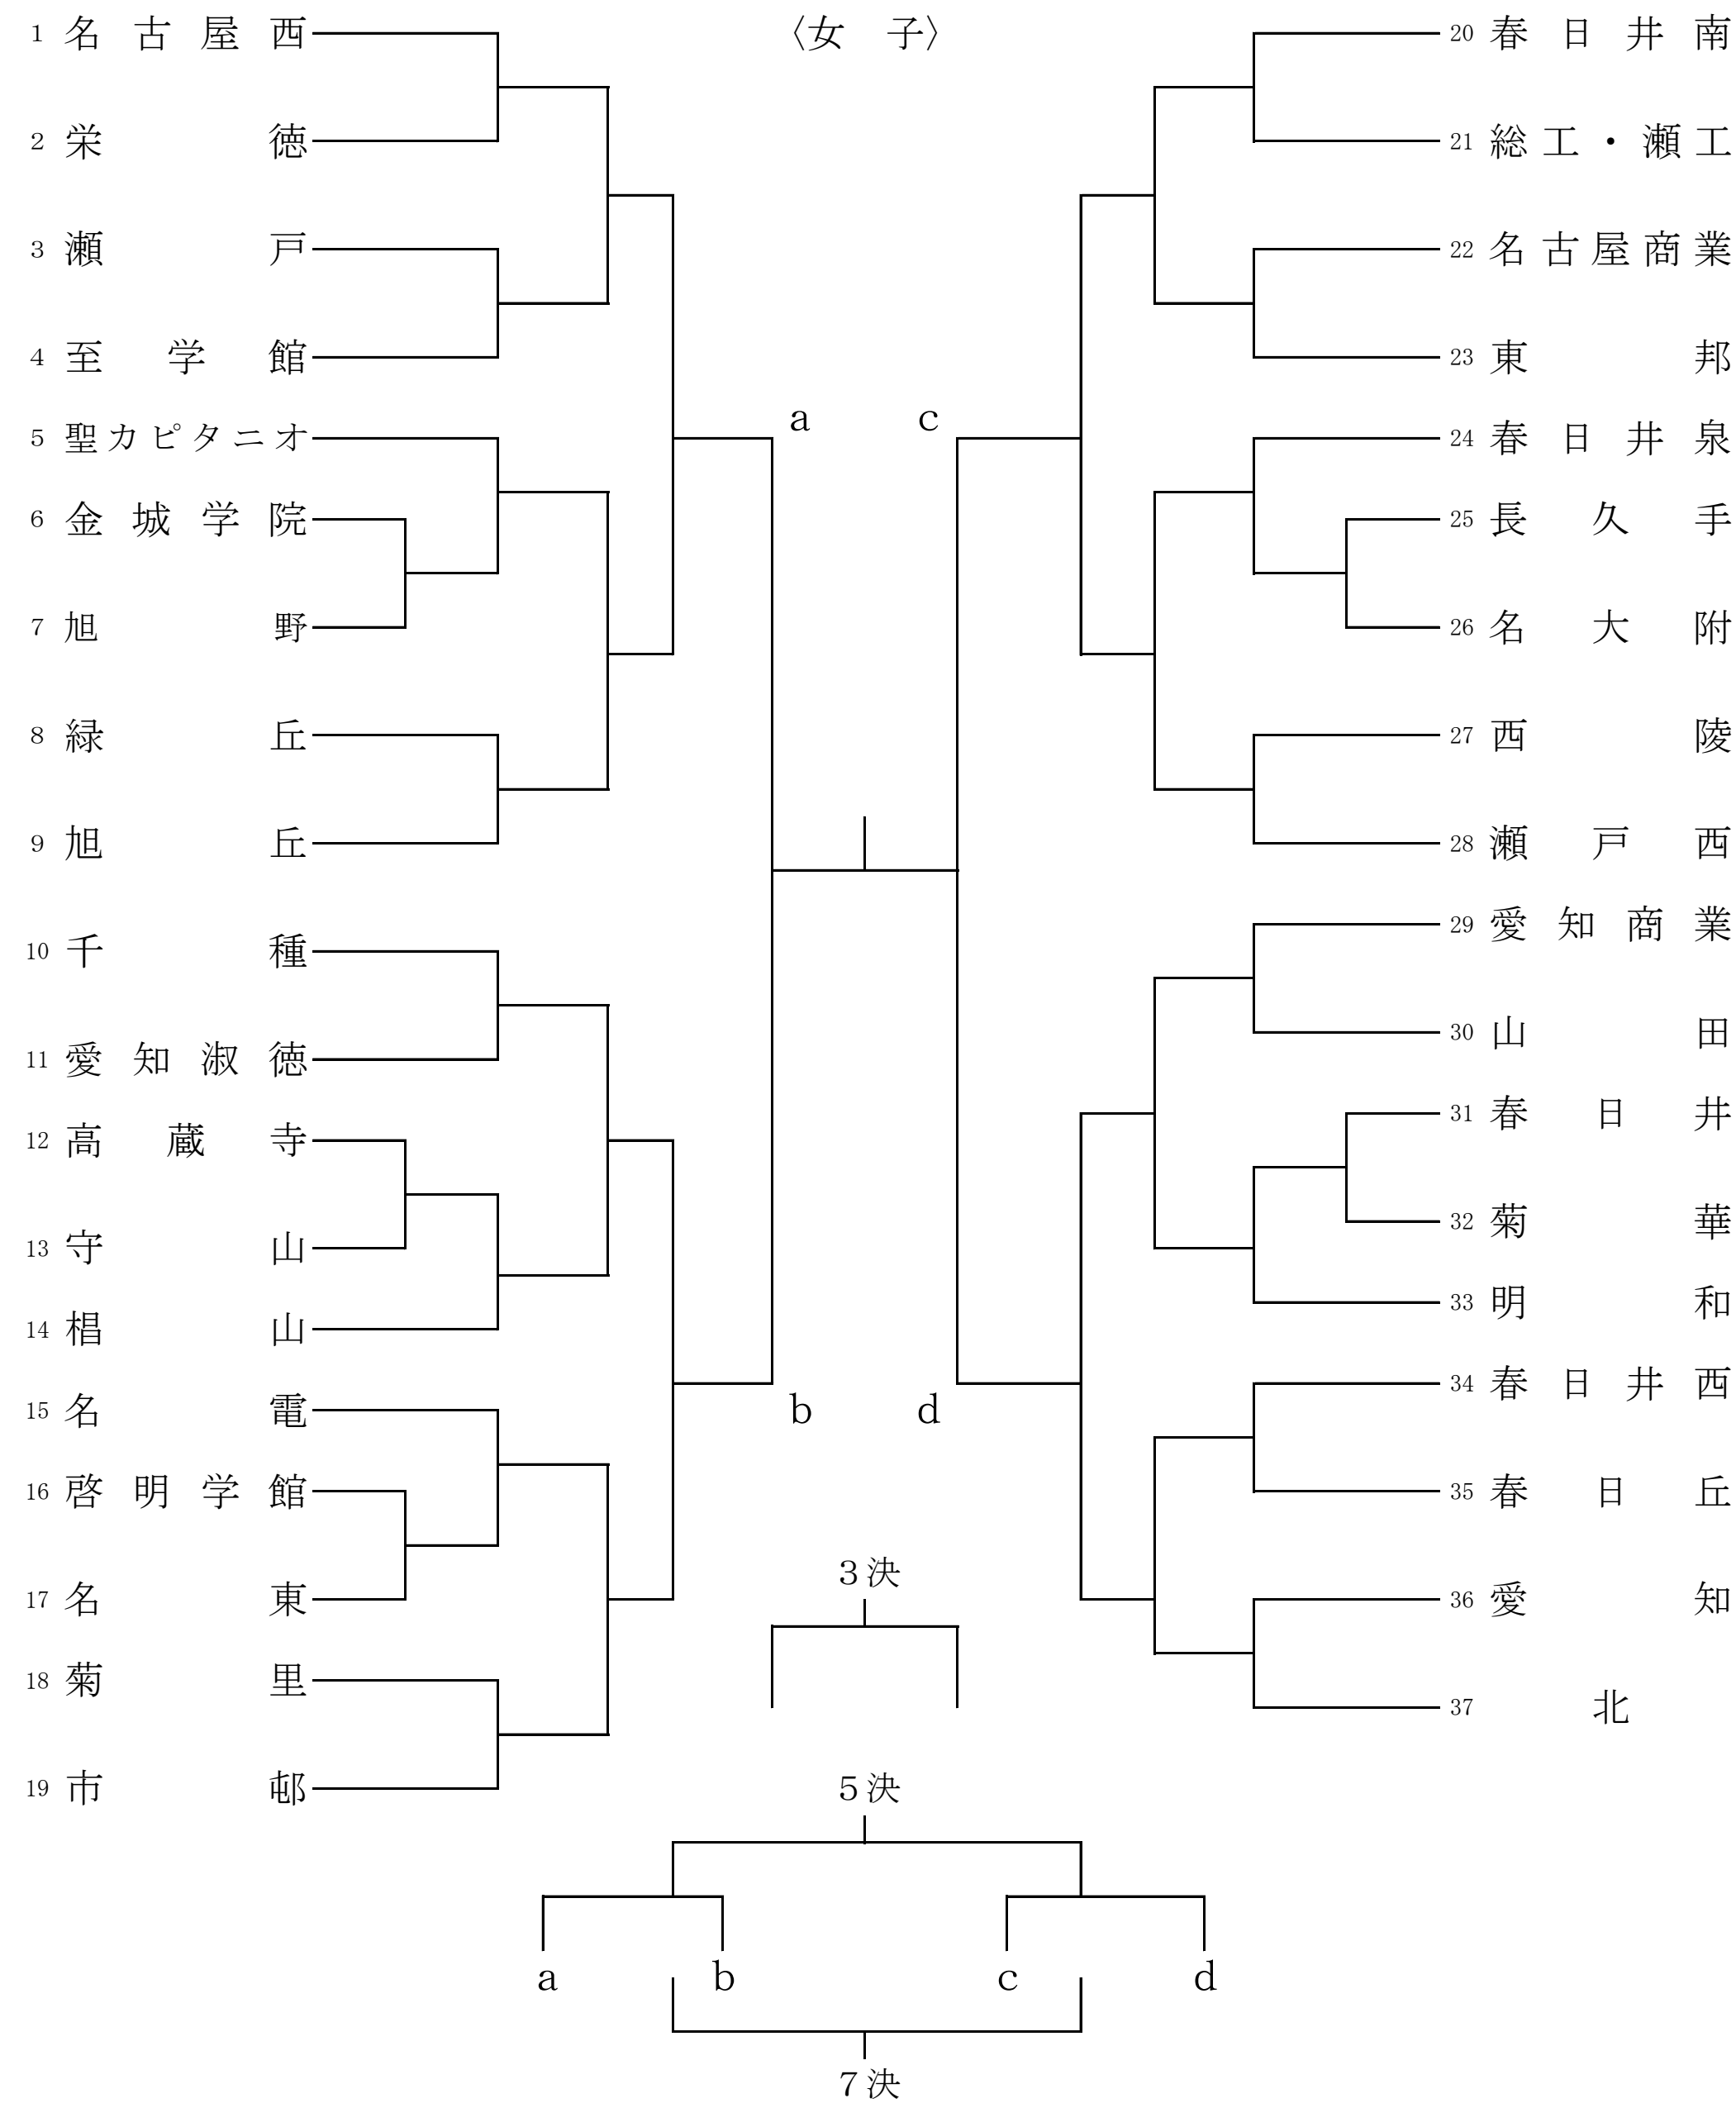 〈女 子〉
1 名古屋西
2 栄徳
3 瀬戸
4 至学館
5 聖カピタニオ
6 金城学院
7 旭野
8 緑丘
9 旭丘
10 千種
11 愛知淑徳
12 高蔵寺
13 守山
14 椙山
15 名電
16 啓明学館
17 名東
18 菊里
19 市邨
a c
b d
3決
5決
a b c d
7決
20 春日井南
21 総工・瀬工
22 名古屋商業
23 東邦
24 春日井泉
25 長久手
26 名大附
27 西陵
28 瀬戸西
29 愛知商業
30 山田
31 春日井
32 菊華
33 明和
34 春日井西
35 春日丘
36 愛知
37 北